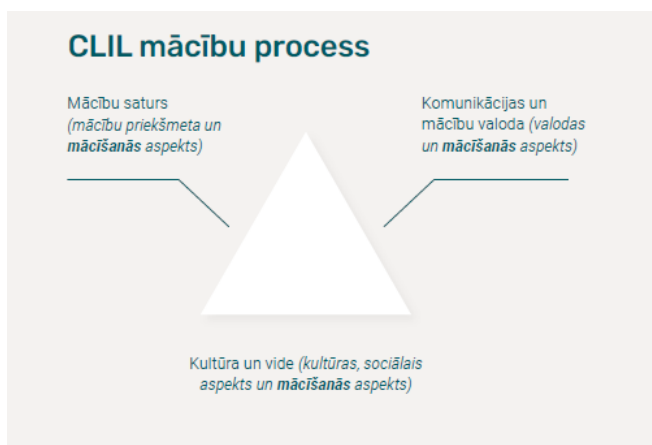 CLIL mācību process
Mācību saturs
(mācību priekšmeta un
mācīšanās aspekts)
Komunikācijas un
mācību valoda (valodas
un mācīšanās aspekts)
Kultūra un vide (kultūras, sociālais
aspekts un mācīšanās aspekts)